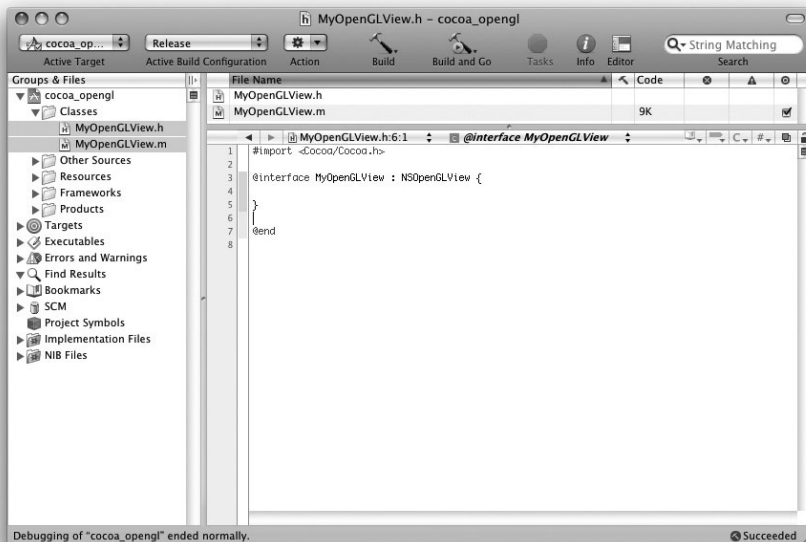 MyOpenGLView.h – cocoa_opengl
cocoa_op...
Release
Active Target
Active Build Configuration
Action
Build
Build and Go
Tasks
Info
Editor
String Matching
Search
Groups & Files
cocoa_opengl
Classes
MyOpenGLView.h
MyOpenGLView.m
Other Sources
Resources
Frameworks
Products
Targets
Executables
Errors and Warnings
Find Results
Bookmarks
SCM
Project Symbols
Implementation Files
NIB Files
File Name
Code
MyOpenGLView.h
MyOpenGLView.m 9K
MyOpenGLView.h:6:1 @interface MyOpenGLView C #
1 #import <Cocoa/Cocoa.h>
2
3 @interface MyOpenGLView : NSOpenGLView {
4
5 }
6
7 @end
8
Debugging of "cocoa_opengl" ended normally.
Succeeded